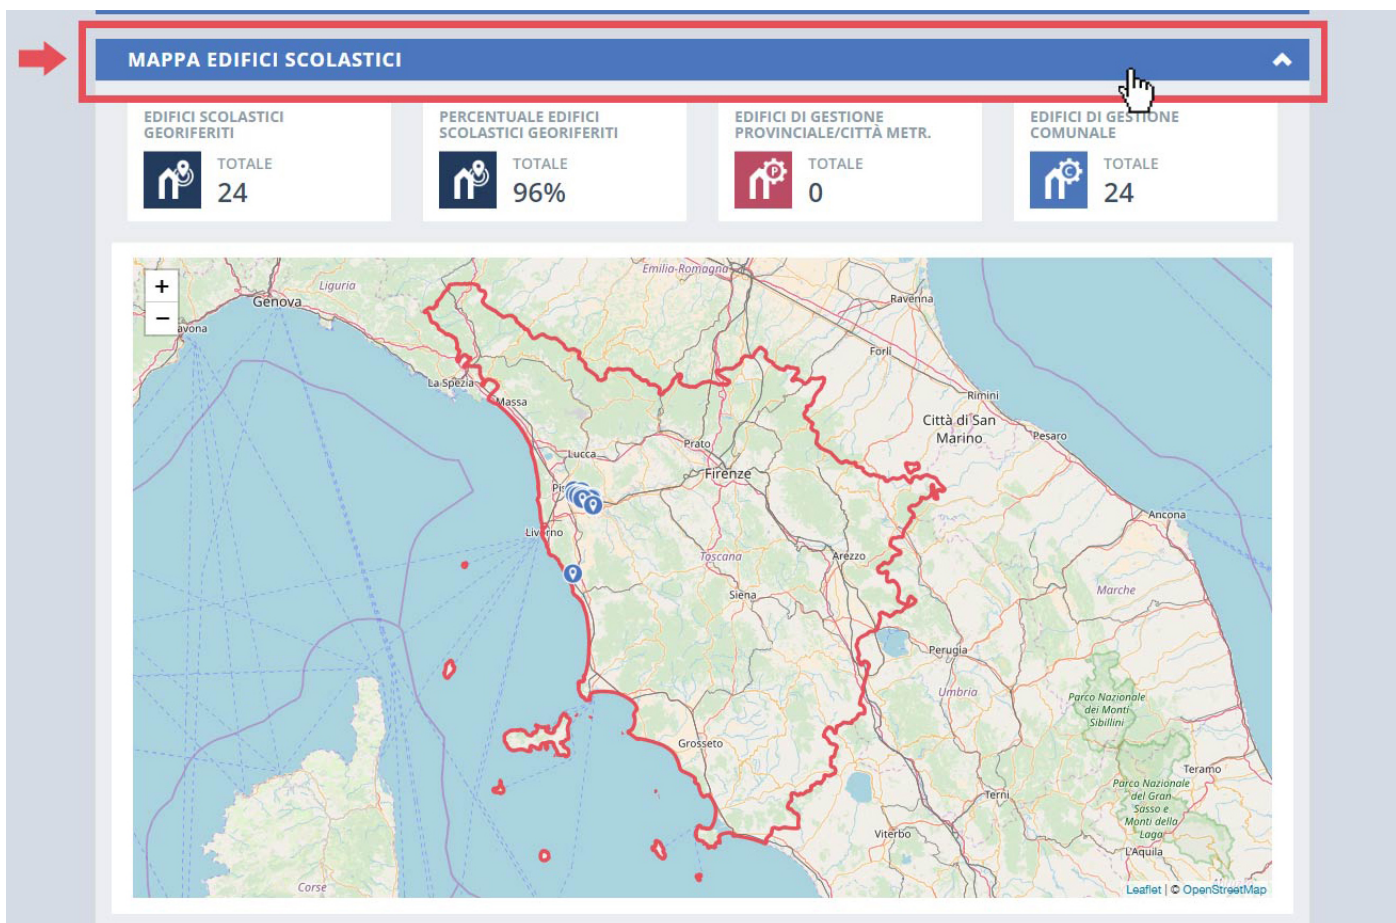 MAPPA EDIFICI SCOLASTICI
EDIFICI SCOLASTICI
GEORIFERITI
TOTALE
24
PERCENTUALE EDIFICI
SCOLASTICI GEORIFERITI
TOTALE
96%
EDIFICI DI GESTIONE
PROVINCIALE/CITTÀ METR.
P
TOTALE
0
EDIFICI DI GESTIONE
COMUNALE
C
TOTALE
24
+
−
Emilia-Romagna
Liguria
Genova
Ravenna
Forlì
La Spezia
Massa
Rimini
Città di San
Marino
Pesaro
Prato
Lucca
Firenze
Ancona
Toscana
Arezzo
Siena
Marche
Perugia
Umbria
Parco Nazionale
dei Monti
Sibillini
Grosseto
Teramo
Parco Nazionale
del Gran
Sasso e
Monti della
Laga
Terni
Viterbo
L'Aquila
Corse
Leaflet | © OpenStreetMap